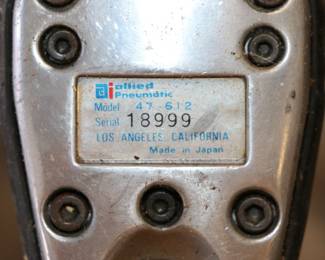 allied
Pneumatic
Model 47-612
Serial 18999
LOS ANGELES, CALIFORNIA
Made in Japan